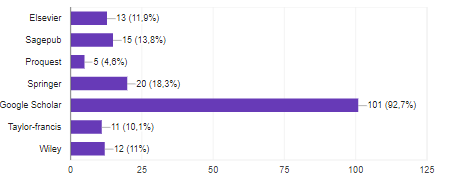 Elsevier 13 (11,9%)
Sagepub 15 (13,8%)
Proquest 5 (4,6%)
Springer 20 (18,3%)
Google Scholar 101 (92,7%)
Taylor-francis 11 (10,1%)
Wiley 12 (11%)
0 25 50 75 100 125